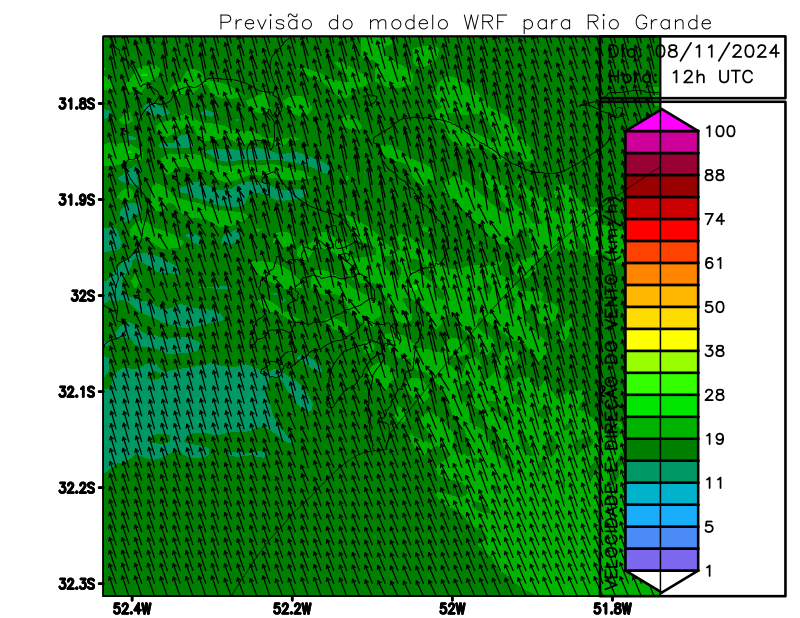 Previsão do modelo WRF para Rio Grande
Dia: 08/11/2024
Hora: 12h UTC
31.8S
31.9S
32S
32.1S
32.2S
32.3S
52.4W
52.2W
52W
51.8W
VELOCIDADE E DIREÇÃO DO VENTO (km/h)
100
88
74
61
50
38
28
19
11
5
1